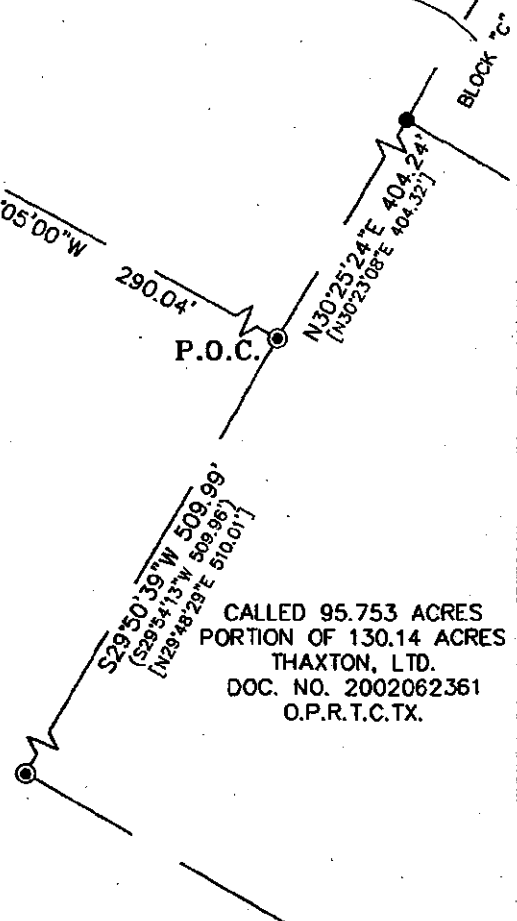 BLOCK "C"
N30°25'24"E 404.24'
[N30°23'08"E 404.32']
'05'00"W 290.04'
P.O.C.
S29°50'39"W 509.99'
(S29°54'13"W 509.96')
[N29°48'29"E 510.01']
CALLED 95.753 ACRES
PORTION OF 130.14 ACRES
THAXTON, LTD.
DOC. NO. 2002062361
O.P.R.T.C.TX.